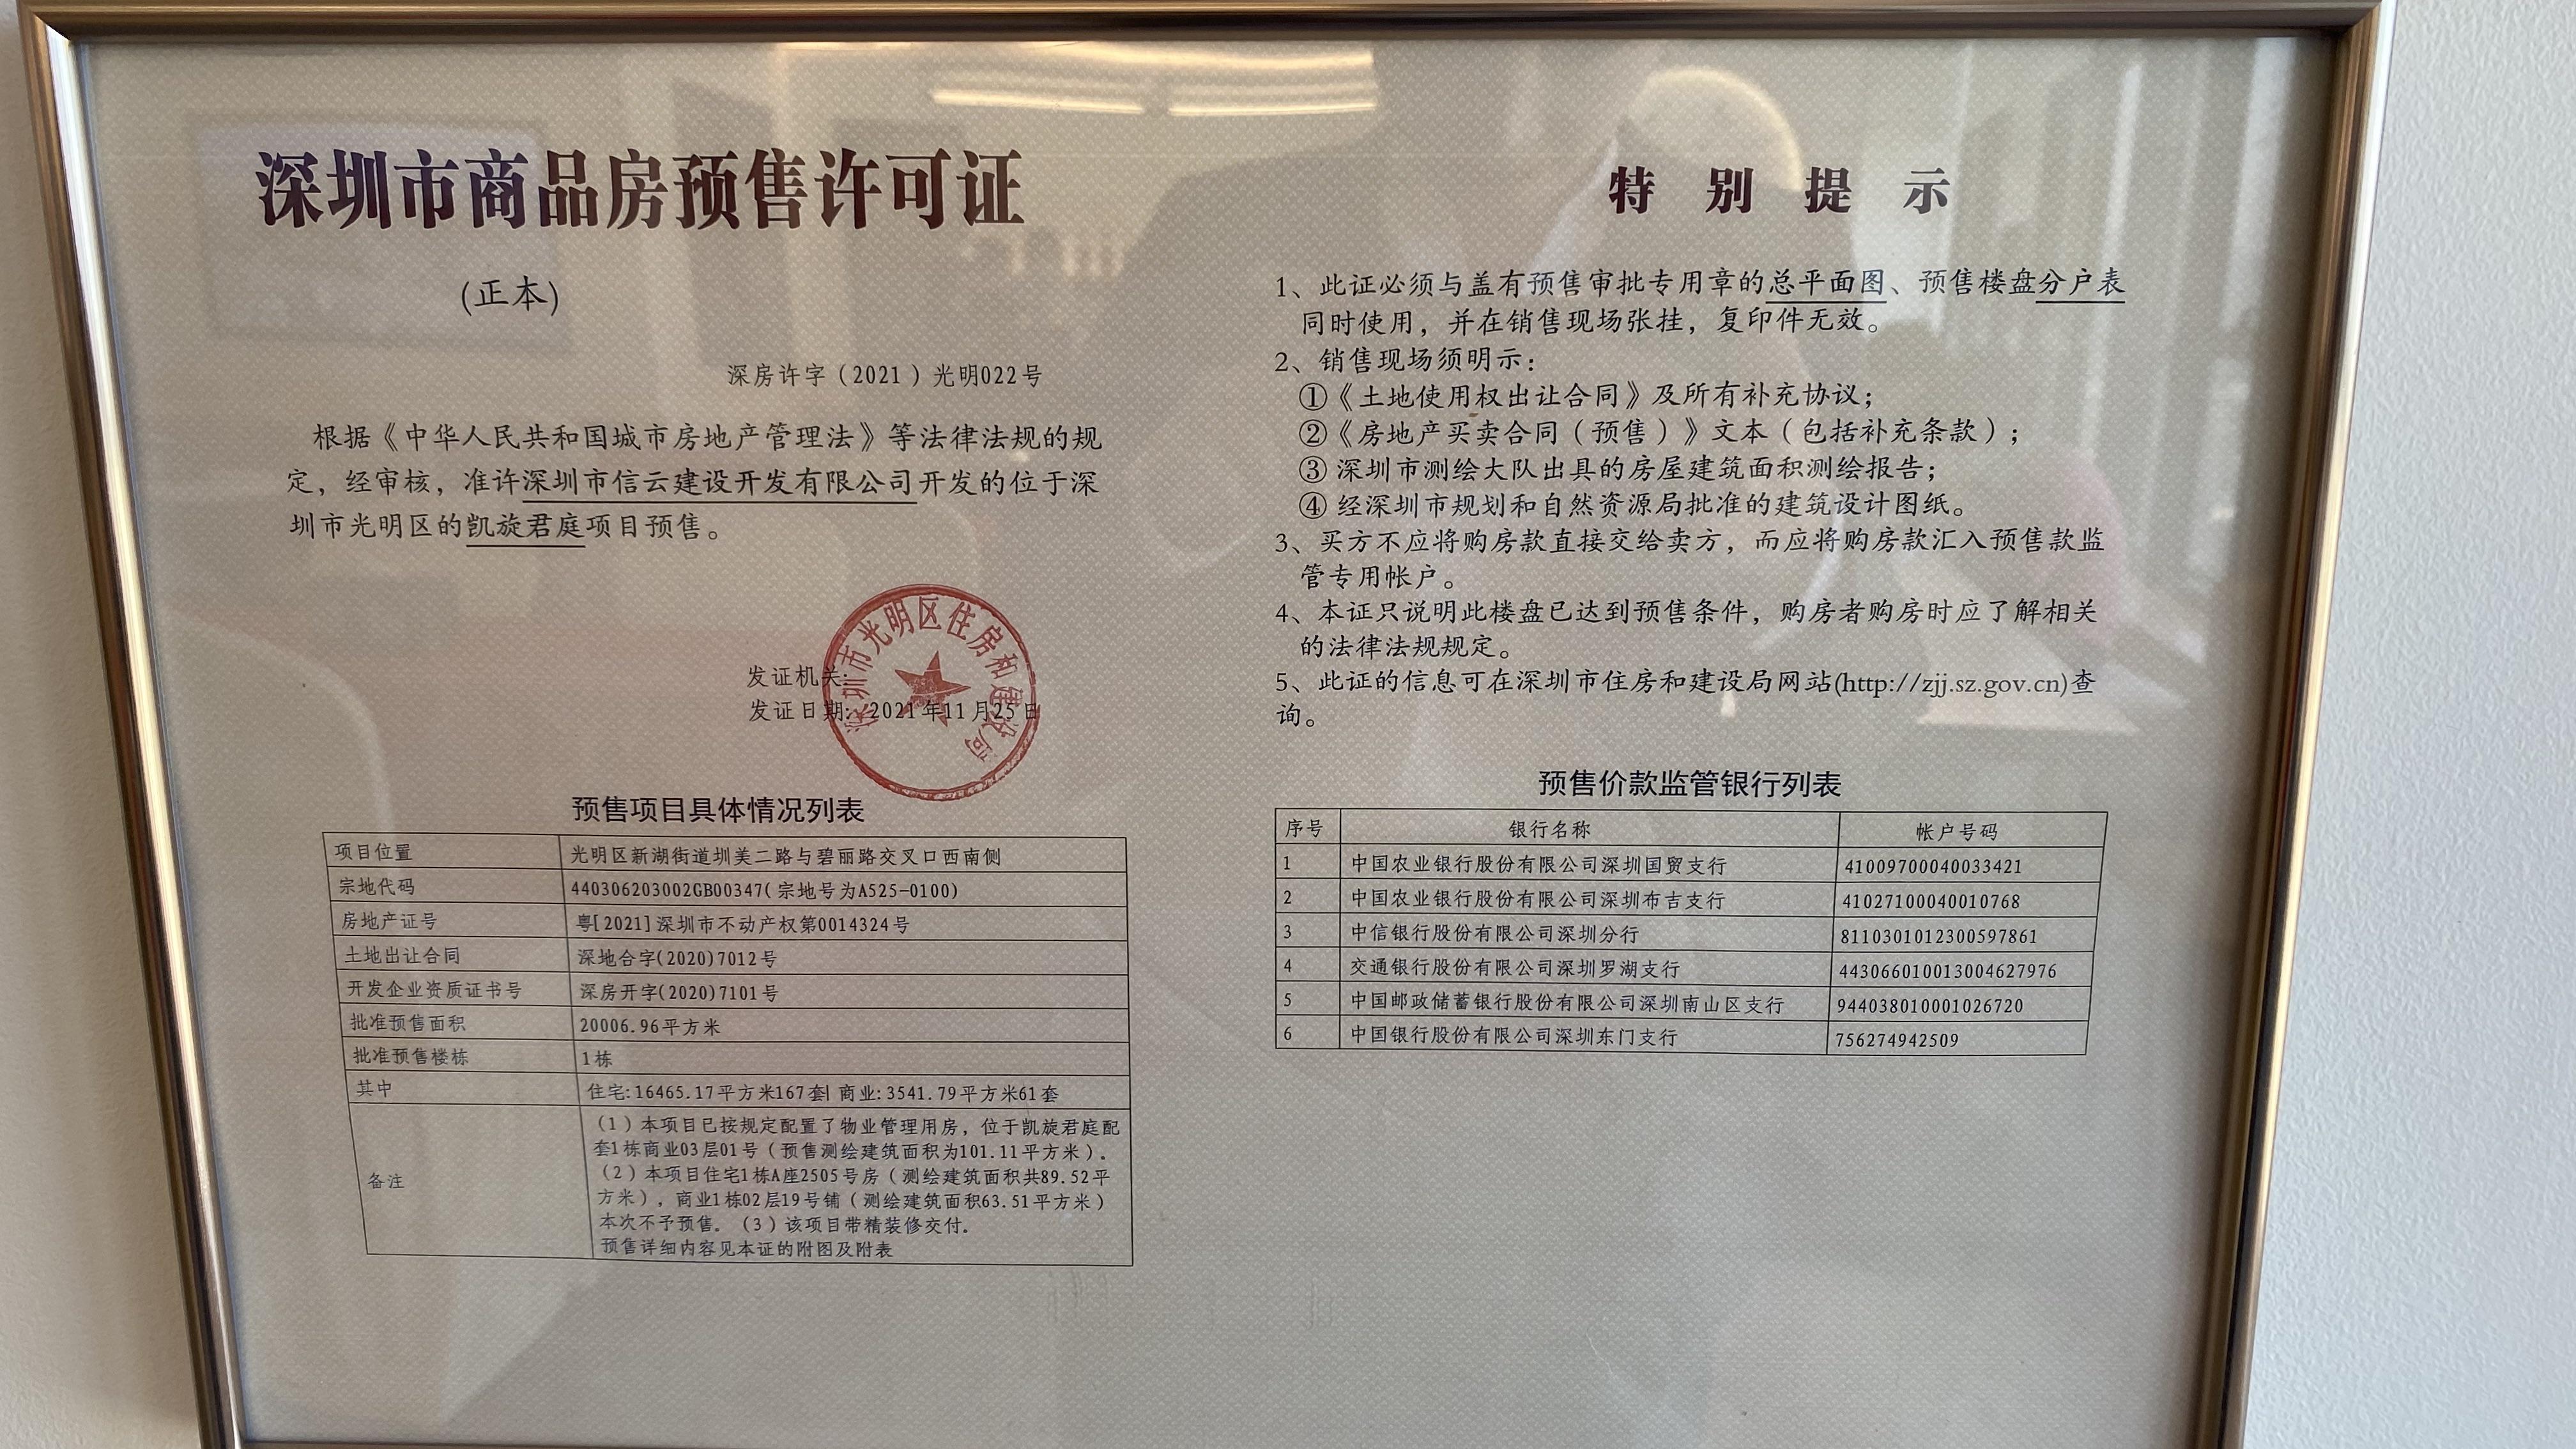 深圳市商品房预售许可证
(正本)
深房许字（2021）光明022号
根据《中华人民共和国城市房地产管理法》等法律法规的规
定，经审核，准许深圳市信云建设开发有限公司开发的位于深
圳市光明区的凯旋君庭项目预售。
深圳市光明区住房和建设局
发证机关:
发证日期: 2021年11月25日
预售项目具体情况列表
项目位置 光明区新湖街道圳美二路与碧丽路交叉口西南侧
宗地代码 440306203002GB00347(宗地号为A525-0100)
房地产证号 粤[2021]深圳市不动产权第0014324号
土地出让合同 深地合字(2020)7012号
开发企业资质证书号 深房开字(2020)7101号
批准预售面积 20006.96平方米
批准预售楼栋 1栋
其中 住宅:16465.17平方米167套| 商业:3541.79平方米61套
备注
（1）本项目已按规定配置了物业管理用房，位于凯旋君庭配
套1栋商业03层01号（预售测绘建筑面积为101.11平方米）。
（2）本项目住宅1栋A座2505号房（测绘建筑面积共89.52平
方米），商业1栋02层19号铺（测绘建筑面积63.51平方米）
本次不予预售。（3）该项目带精装修交付。
预售详细内容见本证的附图及附表
特别提示
1、此证必须与盖有预售审批专用章的总平面图、预售楼盘分户表
同时使用，并在销售现场张挂，复印件无效。
2、销售现场须明示：
①《土地使用权出让合同》及所有补充协议；
②《房地产买卖合同（预售）》文本（包括补充条款）；
③ 深圳市测绘大队出具的房屋建筑面积测绘报告；
④ 经深圳市规划和自然资源局批准的建筑设计图纸。
3、买方不应将购房款直接交给卖方，而应将购房款汇入预售款监
管专用帐户。
4、本证只说明此楼盘已达到预售条件，购房者购房时应了解相关
的法律法规规定。
5、此证的信息可在深圳市住房和建设局网站(http://zjj.sz.gov.cn)查
询。
预售价款监管银行列表
序号 银行名称 帐户号码
1 中国农业银行股份有限公司深圳国贸支行 41009700040033421
2 中国农业银行股份有限公司深圳布吉支行 41027100040010768
3 中信银行股份有限公司深圳分行 8110301012300597861
4 交通银行股份有限公司深圳罗湖支行 443066010013004627976
5 中国邮政储蓄银行股份有限公司深圳南山区支行 944038010001026720
6 中国银行股份有限公司深圳东门支行 756274942509